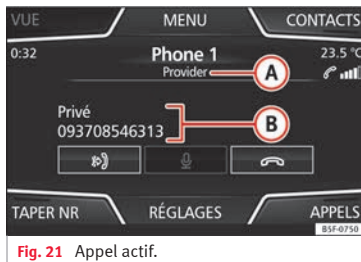 VUE MENU CONTACTS
0:32 Phone 1 23.5 °C
Provider A
Privé
093708546313 B
TAPER NR RÉGLAGES APPELS
B5F-0750
Fig. 21 Appel actif.